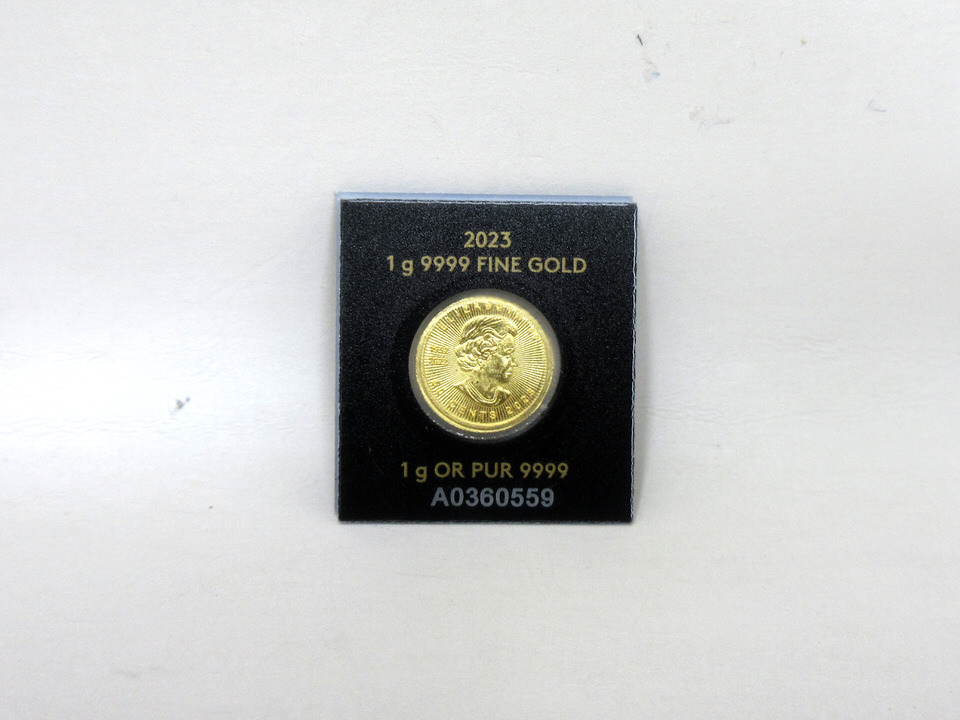 2023
1 g 9999 FINE GOLD
1 g OR PUR 9999
A0360559